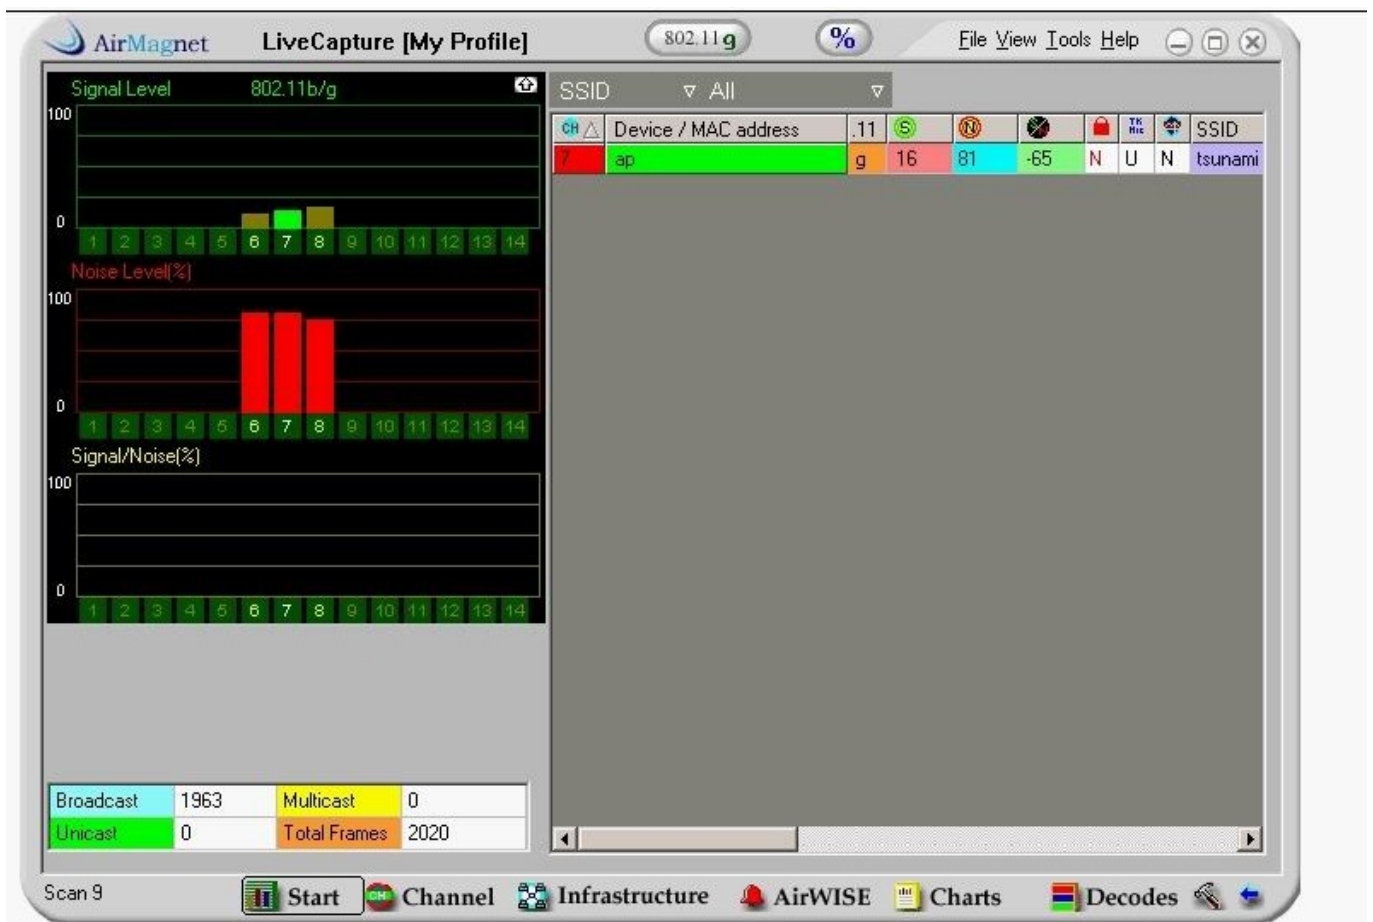 AirMagnet LiveCapture [My Profile] 802.11g % File View Tools Help
Signal Level 802.11b/g
100
0
1 2 3 4 5 6 7 8 9 10 11 12 13 14
Noise Level(%)
100
0
1 2 3 4 5 6 7 8 9 10 11 12 13 14
Signal/Noise(%)
100
0
1 2 3 4 5 6 7 8 9 10 11 12 13 14
SSID All
CH Device / MAC address .11 S N TK Mic SSID
7 ap g 16 81 -65 N U N tsunami
Broadcast 1963 Multicast 0
Unicast 0 Total Frames 2020
Scan 9 Start CH Channel Infrastructure AirWISE Charts Decodes